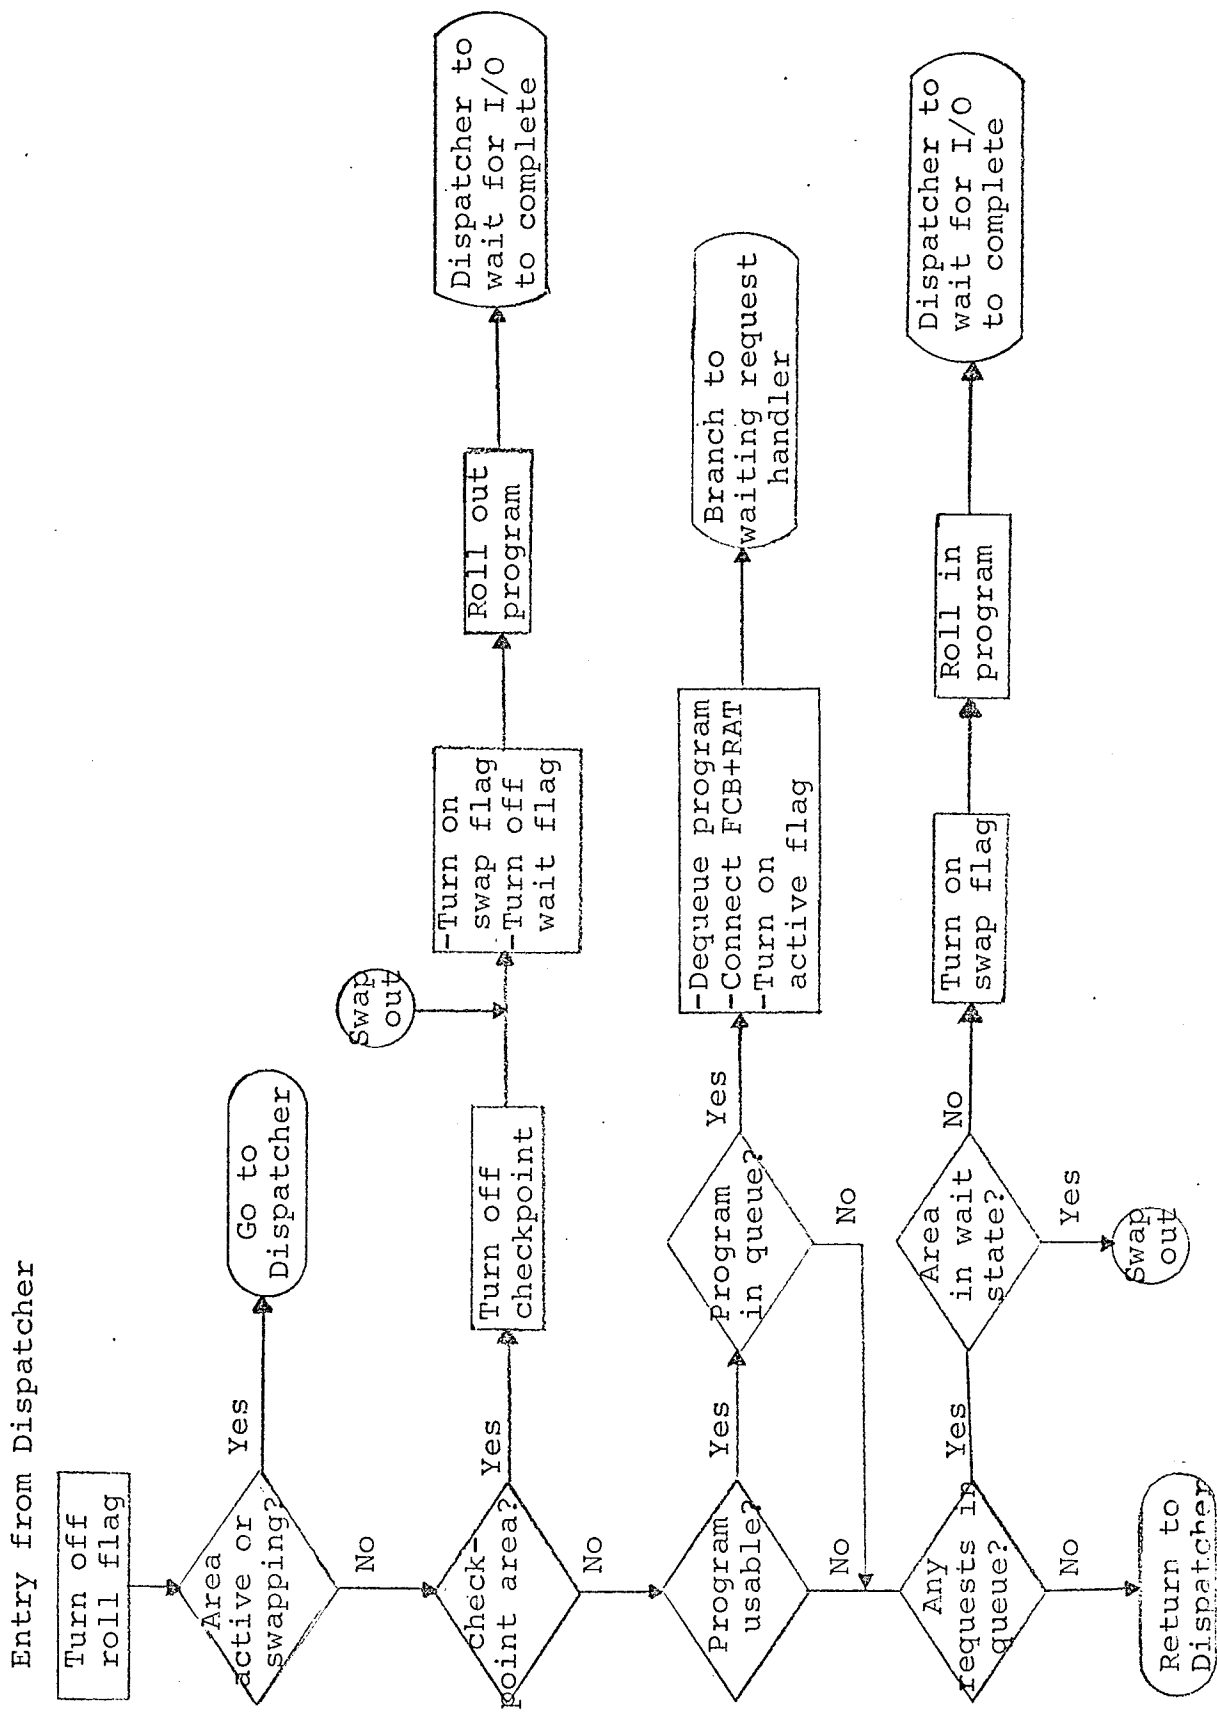 Entry from Dispatcher
Turn off
roll flag
Area
active or
swapping?
Yes
Go to
Dispatcher
No
check-
point area?
Yes
Turn off
checkpoint
Swap
out
-Turn on
swap flag
-Turn off
wait flag
Roll out
program
Dispatcher to
wait for I/O
to complete
No
Program
usable?
Yes
Program
in queue?
Yes
-Dequeue program
-Connect FCB+RAT
-Turn on
active flag
Branch to
waiting request
handler
No
No
Any
requests in
queue?
Yes
Area
in wait
state?
No
Turn on
swap flag
Roll in
program
Dispatcher to
wait for I/O
to complete
Yes
Swap
out
No
Return to
Dispatcher